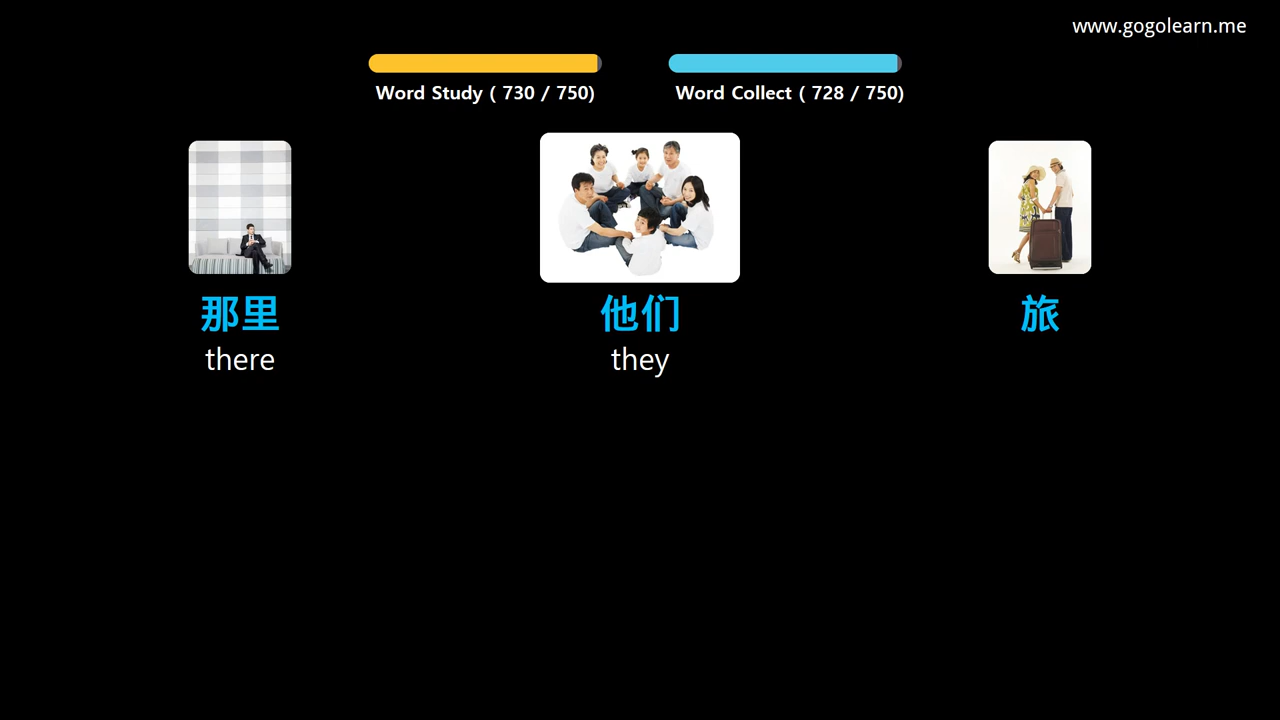 www.gogolearn.me
Word Study ( 730 / 750)
Word Collect ( 728 / 750)
那里
there
他们
they
旅